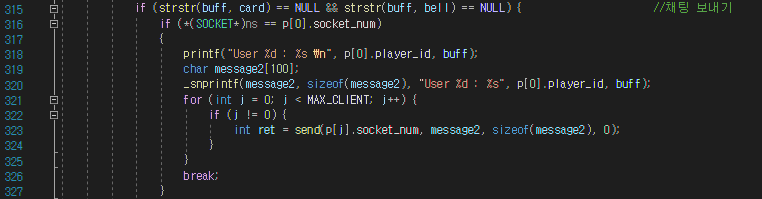 315 if (strstr(buff, card) == NULL && strstr(buff, bell) == NULL) { //채팅 보내기
316 if (*(SOCKET*)ns == p[0].socket_num)
317 {
318 printf("User %d : %s ₩n", p[0].player_id, buff);
319 char message2[100];
320 _snprintf(message2, sizeof(message2), "User %d : %s", p[0].player_id, buff);
321 for (int j = 0; j < MAX_CLIENT; j++) {
322 if (j != 0) {
323 int ret = send(p[j].socket_num, message2, sizeof(message2), 0);
324 }
325 }
326 break;
327 }